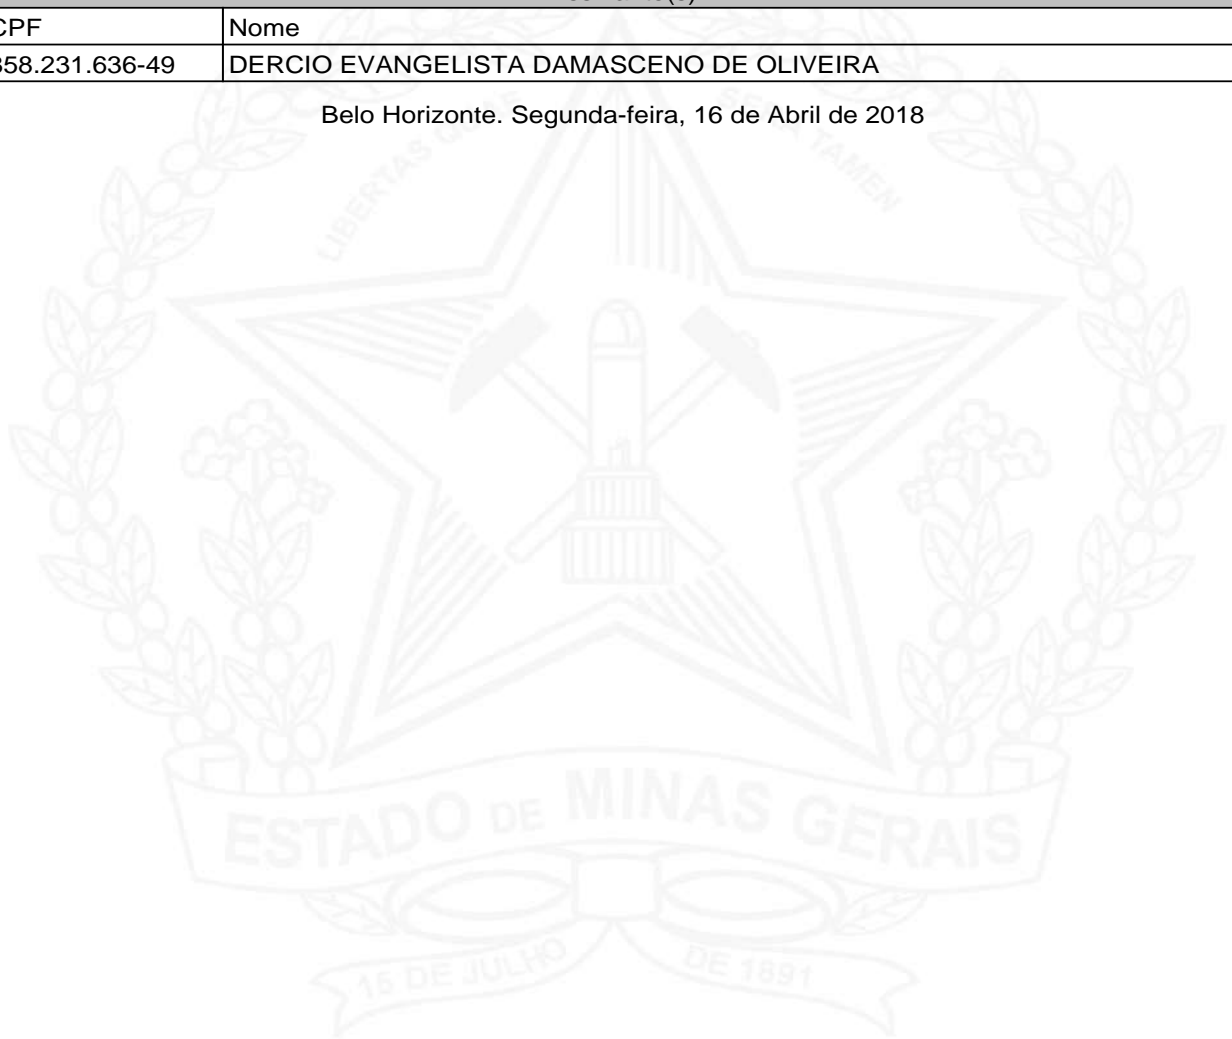 CPF Nome
358.231.636-49 DERCIO EVANGELISTA DAMASCENO DE OLIVEIRA
Belo Horizonte. Segunda-feira, 16 de Abril de 2018
LIBERTAS QUE SERA TAMEN
ESTADO DE MINAS GERAIS
15 DE JULHO DE 1891